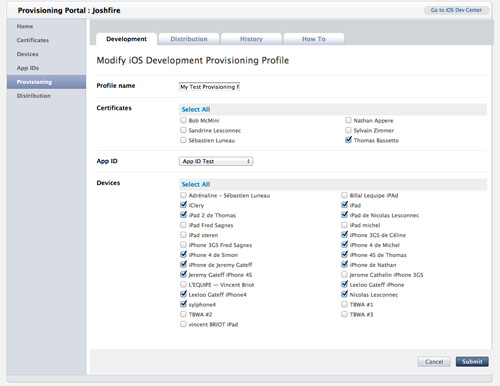 Provisioning Portal : Joshfire
Go to iOS Dev Center
Home
Certificates
Devices
App IDs
Provisioning
Distribution
Development
Distribution
History
How To
Modify iOS Development Provisioning Profile
Profile name
My Test Provisioning F
Certificates
Select All
Bob McMini
Nathan Appere
Sandrine Lesconnec
Sylvain Zimmer
Sébastien Luneau
Thomas Bassetto
App ID
App ID Test
Devices
Select All
Adrénaline - Sébastien Luneau
Billal Lequipe iPAd
iClery
iPad
iPad 2 de Thomas
iPad de Nicolas Lesconnec
iPad Fred Sagnes
iPad michel
iPad steren
iPhone 3GS de Céline
iPhone 3GS Fred Sagnes
iPhone 4 de Michel
iPhone 4 de Simon
iPhone 4S de Thomas
iPhone de Jeremy Gateff
iPhone de Nathan
Jeremy Gateff iPhone 4S
Jerome Cathelin iPhone 3GS
L'EQUIPE — Vincent Briot
Leeloo Gateff iPhone
Leeloo Gateff iPhone4
Nicolas Lesconnec
sylphone4
TBWA #1
TBWA #2
TBWA #3
vincent BRIOT iPad
Cancel
Submit